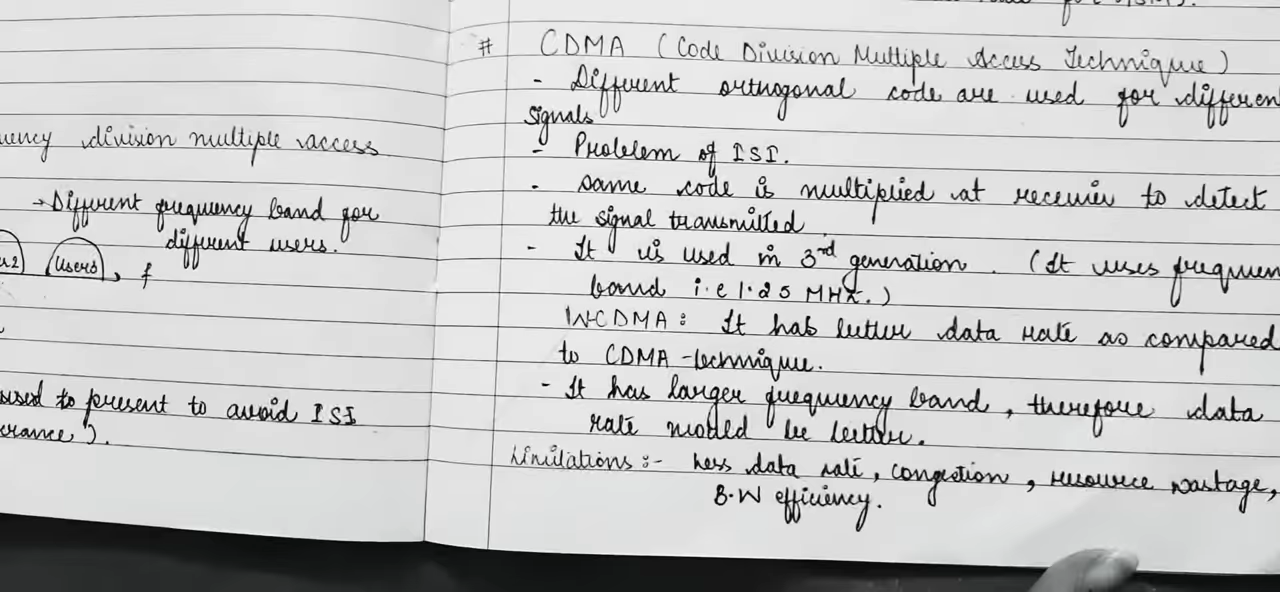 uency division multiple access
→Different frequency band for
different users.
User3, f
used to present to avoid ISI
erance).
# CDMA (Code Division Multiple Access Technique)
- Different orthogonal code are used for differen
signals
- Problem of ISI.
- same code is multiplied at receiver to detect
the signal transmitted
- It is used in 3rd generation. (It uses frequen
band i.e 1.25 MHz.)
WCDMA: It has better data rate as compared
to CDMA-technique.
- It has larger frequency band, therefore data
rate would be better.
Limitations:- Less data rate, congestion, resource wastage,
B.W efficiency.